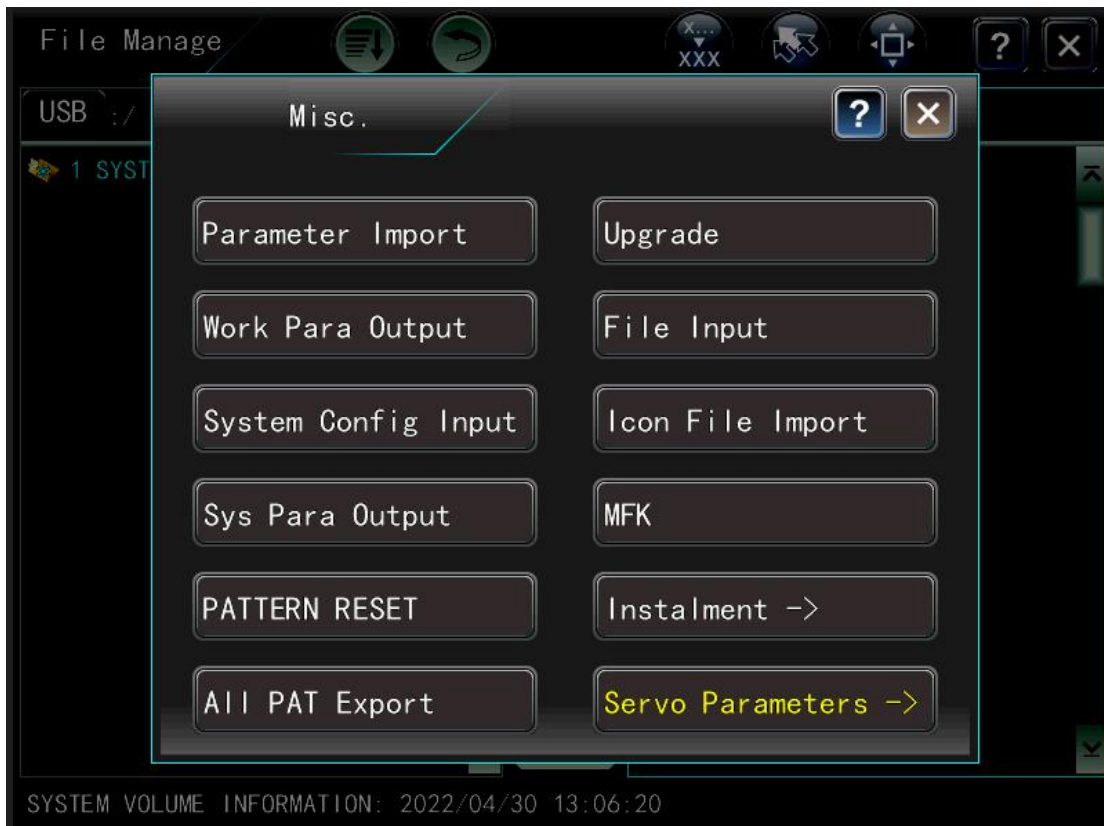 File Manage
X...
XXX
?
×
USB :/
Misc.
?
×
1 SYST
Parameter Import
Upgrade
Work Para Output
File Input
System Config Input
Icon File Import
Sys Para Output
MFK
PATTERN RESET
Instalment ->
All PAT Export
Servo Parameters ->
SYSTEM VOLUME INFORMATION: 2022/04/30 13:06:20